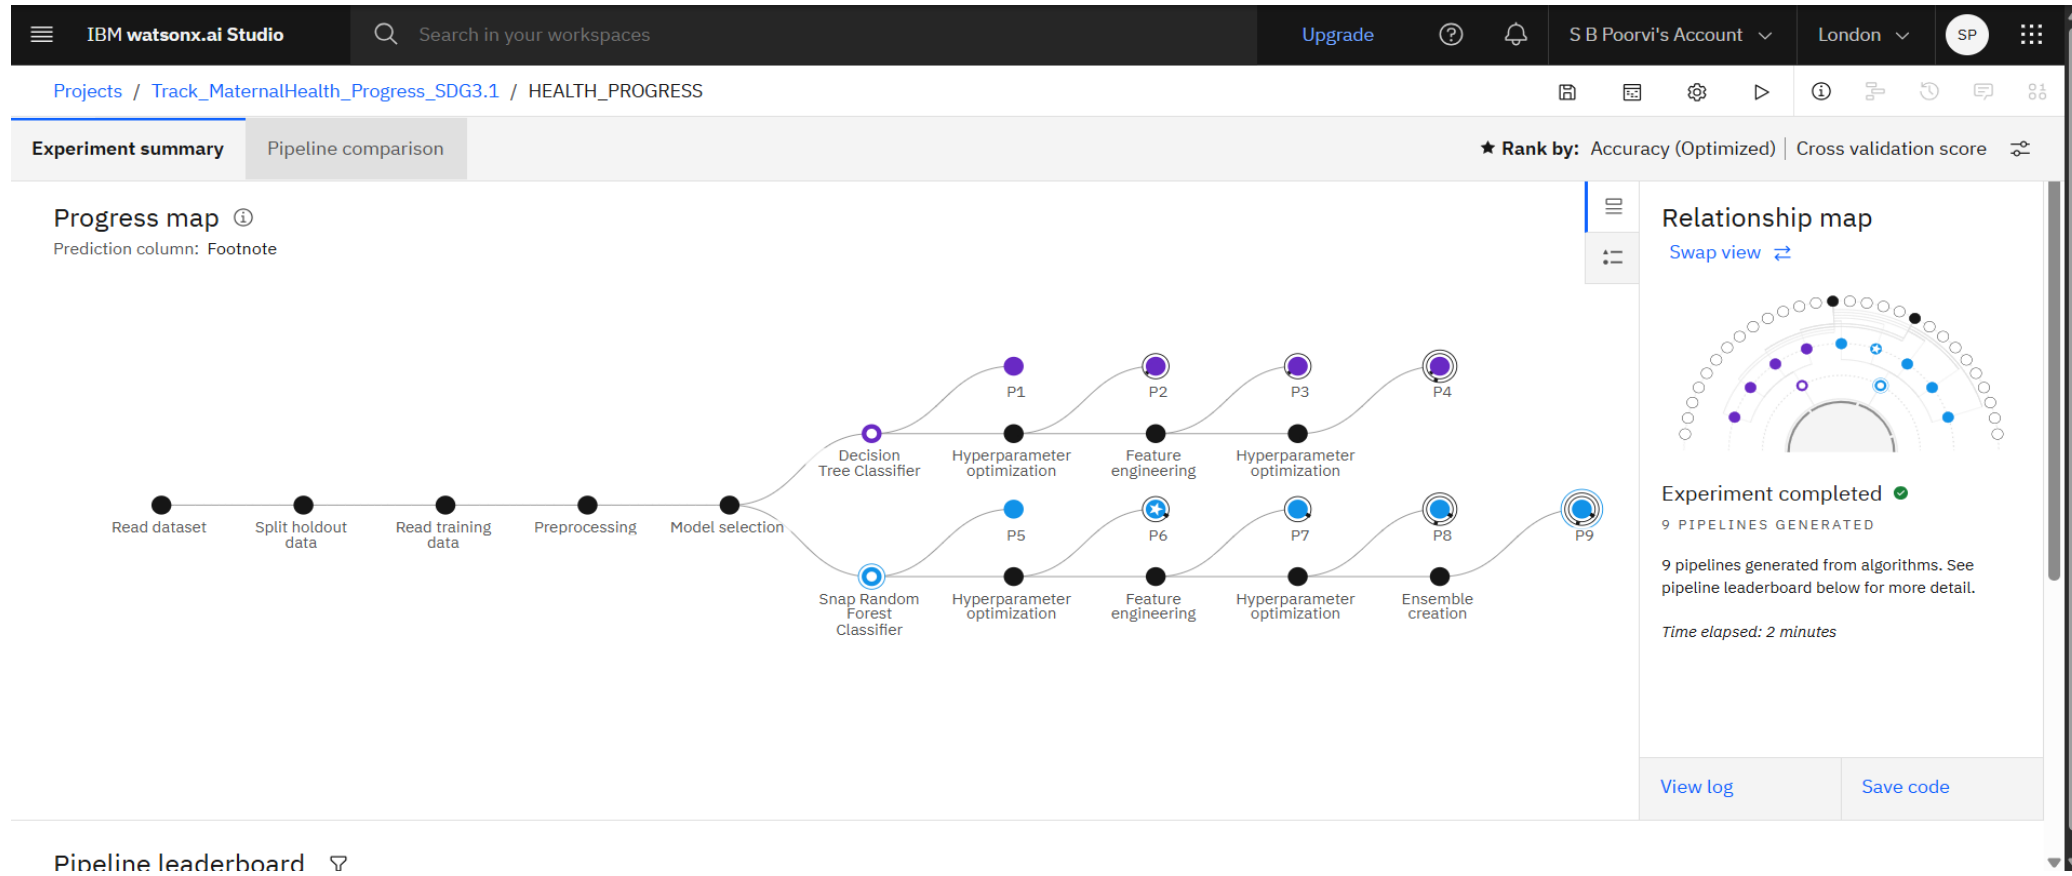 IBM watsonx.ai Studio
Search in your workspaces
Upgrade
S B Poorvi's Account
London
SP
Projects / Track_MaternalHealth_Progress_SDG3.1 / HEALTH_PROGRESS
Experiment summary
Pipeline comparison
★ Rank by: Accuracy (Optimized) | Cross validation score
Progress map
Prediction column: Footnote
P1
P2
P3
P4
Decision
Tree Classifier
Hyperparameter
optimization
Feature
engineering
Hyperparameter
optimization
Read dataset
Split holdout
data
Read training
data
Preprocessing
Model selection
P5
P6
P7
P8
P9
Snap Random
Forest
Classifier
Hyperparameter
optimization
Feature
engineering
Hyperparameter
optimization
Ensemble
creation
Relationship map
Swap view
Experiment completed
9 PIPELINES GENERATED
9 pipelines generated from algorithms. See
pipeline leaderboard below for more detail.
Time elapsed: 2 minutes
View log
Save code
Pipeline leaderboard